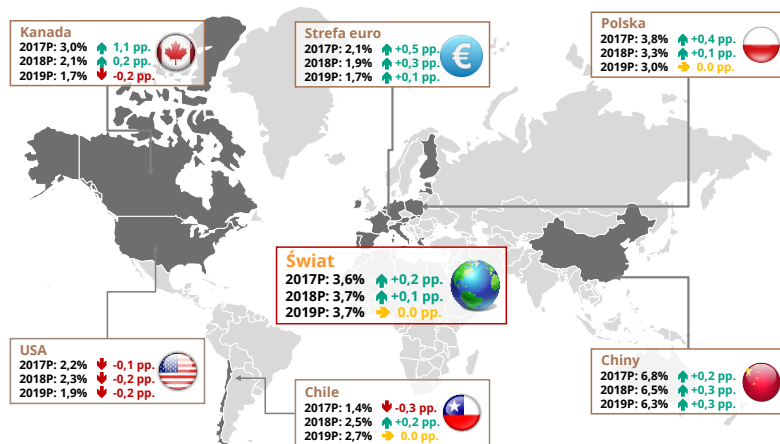 Kanada
2017P: 3,0% 1,1 pp.
2018P: 2,1% 0,2 pp.
2019P: 1,7% -0,2 pp.
Strefa euro
2017P: 2,1% +0,5 pp.
2018P: 1,9% +0,3 pp.
2019P: 1,7% +0,1 pp.
€
Polska
2017P: 3,8% +0,4 pp.
2018P: 3,3% +0,1 pp.
2019P: 3,0% 0.0 pp.
Świat
2017P: 3,6% +0,2 pp.
2018P: 3,7% +0,1 pp.
2019P: 3,7% 0.0 pp.
USA
2017P: 2,2% -0,1 pp.
2018P: 2,3% -0,2 pp.
2019P: 1,9% -0,2 pp.
Chile
2017P: 1,4% -0,3 pp.
2018P: 2,5% +0,2 pp.
2019P: 2,7% 0.0 pp.
Chiny
2017P: 6,8% +0,2 pp.
2018P: 6,5% +0,3 pp.
2019P: 6,3% +0,3 pp.